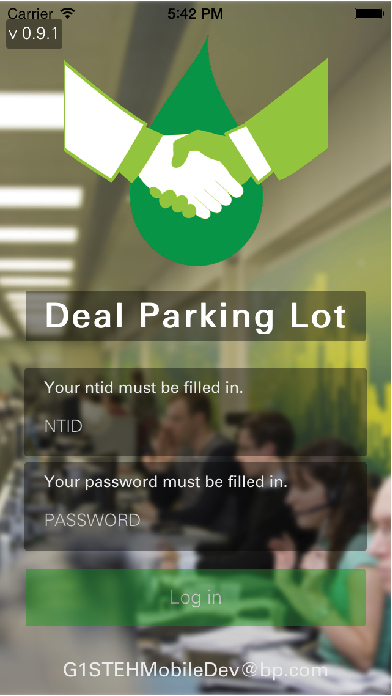 Carrier 5:42 PM
v 0.9.1
Deal Parking Lot
Your ntid must be filled in.
NTID
Your password must be filled in.
PASSWORD
Log in
G1STEHMobileDev@bp.com